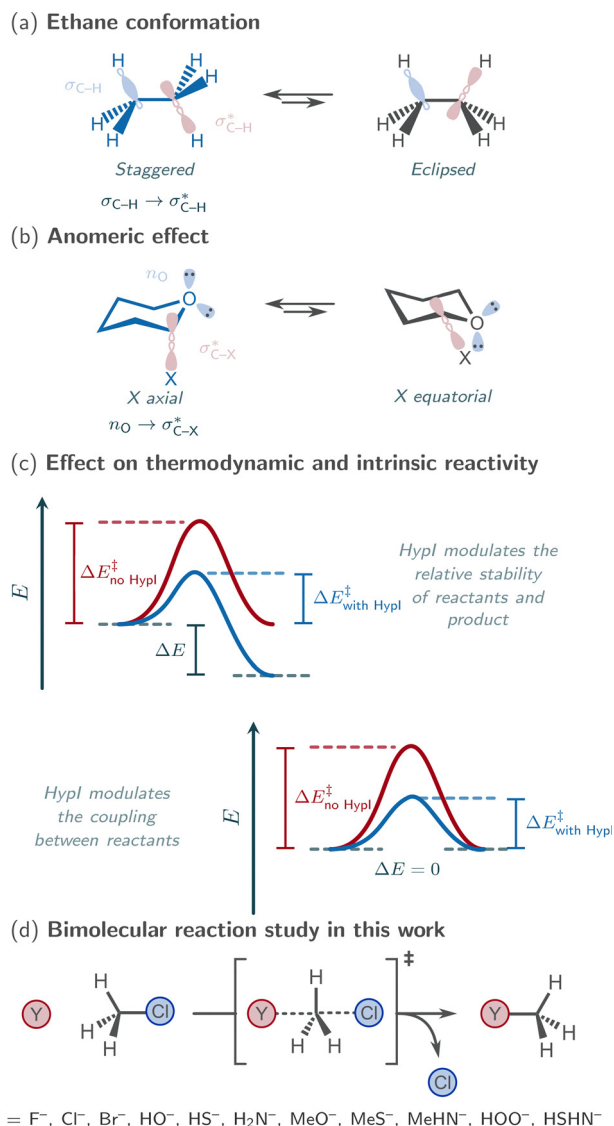 (a) Ethane conformation
H H H
σC–H H
H H H σ*C–H
Staggered
σC–H → σ*C–H
H H
H H H H
Eclipsed
(b) Anomeric effect
nO
O
σ*C–X
X
X axial
nO → σ*C–X
O
X
X equatorial
(c) Effect on thermodynamic and intrinsic reactivity
E
ΔE‡no HypI
ΔE‡with HypI
ΔE
HypI modulates the
relative stability
of reactants and
product
HypI modulates
the coupling
between reactants
E
ΔE‡no HypI
ΔE‡with HypI
ΔE = 0
(d) Bimolecular reaction study in this work
Y H H H Cl
Y H H H Cl ‡
Cl
Y H H H
= F⁻, Cl⁻, Br⁻, HO⁻, HS⁻, H₂N⁻, MeO⁻, MeS⁻, MeHN⁻, HOO⁻, HSHN⁻